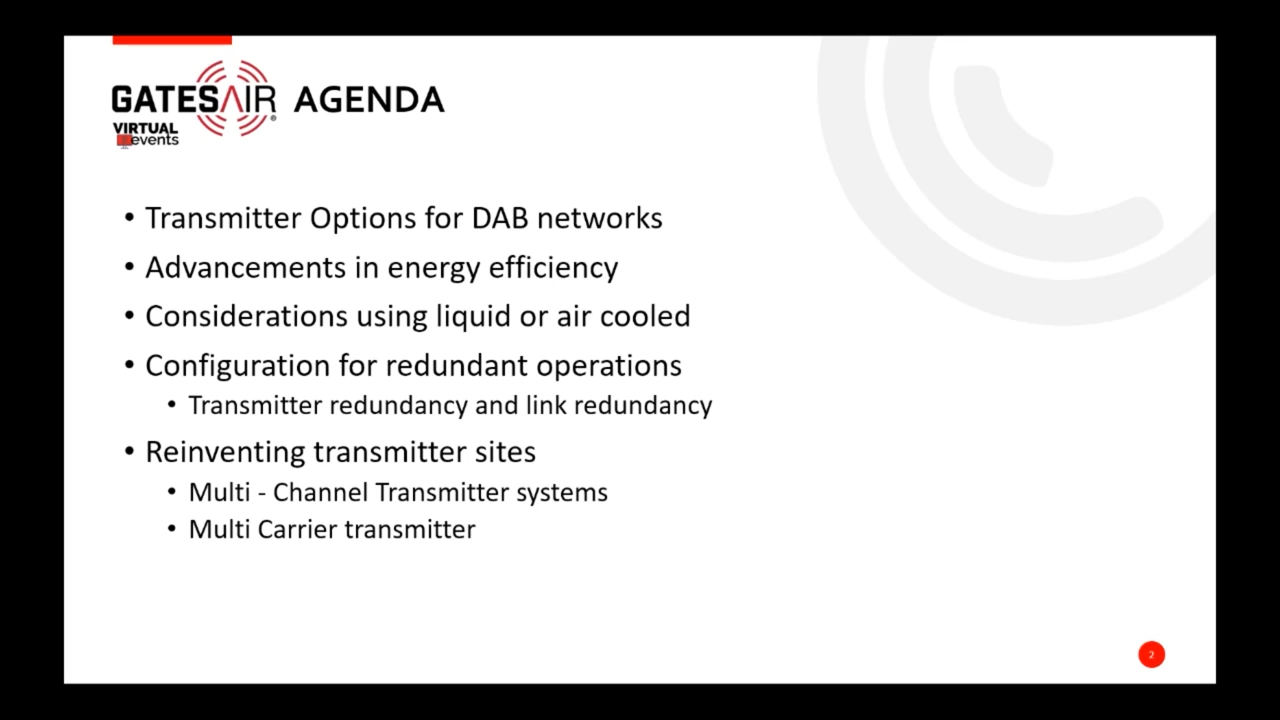 GATESAIR® AGENDA
VIRTUAL
events
• Transmitter Options for DAB networks
• Advancements in energy efficiency
• Considerations using liquid or air cooled
• Configuration for redundant operations
• Transmitter redundancy and link redundancy
• Reinventing transmitter sites
• Multi - Channel Transmitter systems
• Multi Carrier transmitter
2